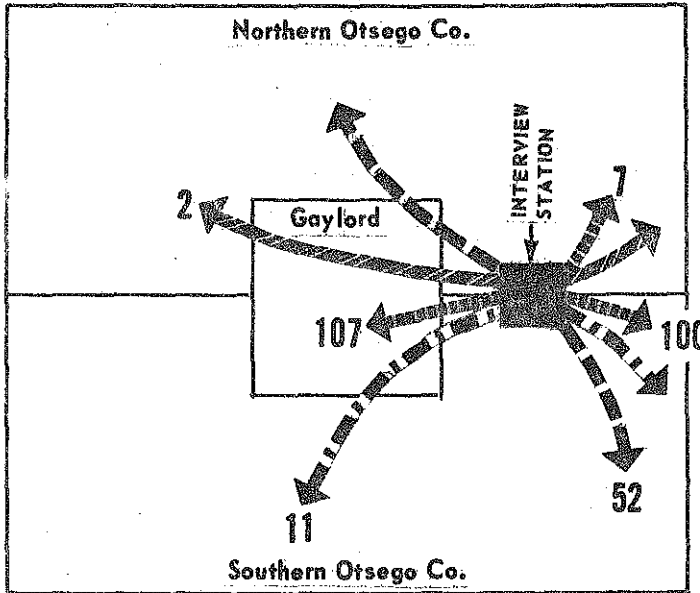 Northern Otsego Co.
INTERVIEW
STATION
7
2
Gaylord
107
100
11
52
Southern Otsego Co.